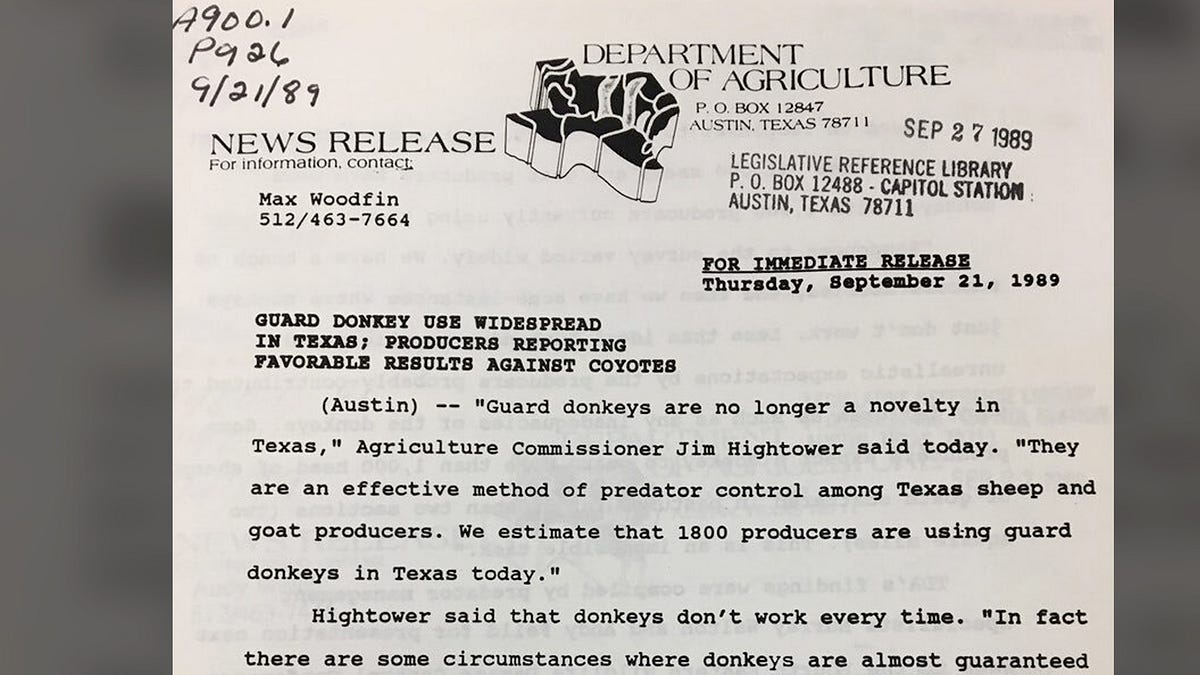 A900.1
P926
9/21/89
DEPARTMENT
OF AGRICULTURE
P. O. BOX 12847
AUSTIN, TEXAS 78711
SEP 27 1989
NEWS RELEASE
For information, contact:
LEGISLATIVE REFERENCE LIBRARY
P. O. BOX 12488 - CAPITOL STATION
AUSTIN, TEXAS 78711
Max Woodfin
512/463-7664
FOR IMMEDIATE RELEASE
Thursday, September 21, 1989
GUARD DONKEY USE WIDESPREAD
IN TEXAS; PRODUCERS REPORTING
FAVORABLE RESULTS AGAINST COYOTES
(Austin) -- "Guard donkeys are no longer a novelty in
Texas," Agriculture Commissioner Jim Hightower said today. "They
are an effective method of predator control among Texas sheep and
goat producers. We estimate that 1800 producers are using guard
donkeys in Texas today."
Hightower said that donkeys don't work every time. "In fact
there are some circumstances where donkeys are almost guaranteed